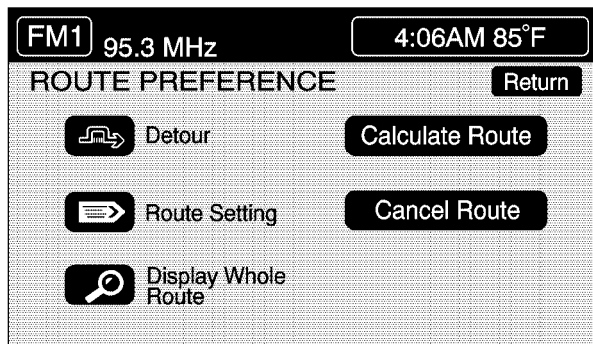 FM1 95.3 MHz 4:06AM 85°F
ROUTE PREFERENCE Return
Detour Calculate Route
Route Setting Cancel Route
Display Whole
Route